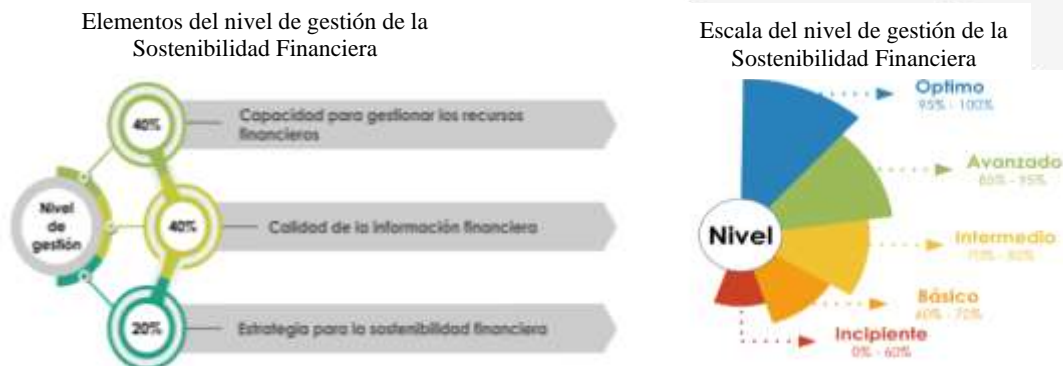 Elementos del nivel de gestión de la
Sostenibilidad Financiera
40%
Capacidad para gestionar los recursos
financieros
Nivel
de
gestión
40%
Calidad de la información financiera
20%
Estrategia para la sostenibilidad financiera
Escala del nivel de gestión de la
Sostenibilidad Financiera
Optimo
95% - 100%
Avanzado
Nivel
Intermedio
Básico
60% - 70%
Incipiente
0% - 60%